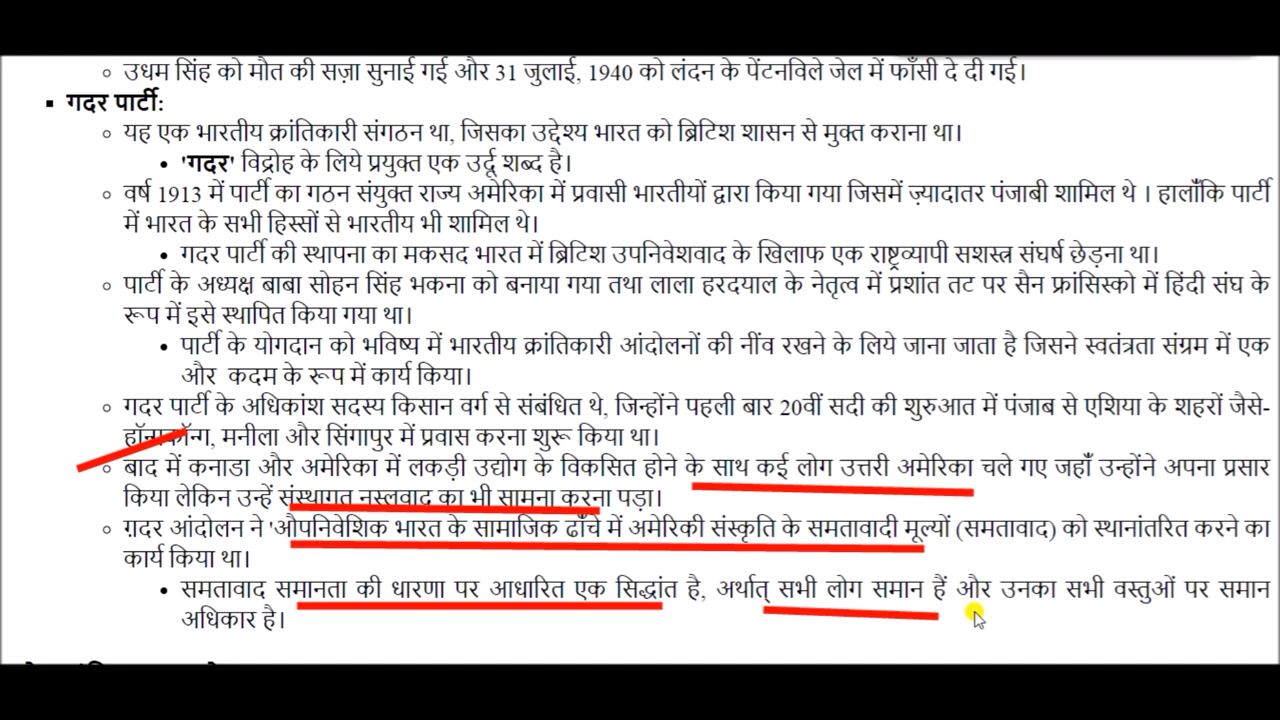 उधम सिंह को मौत की सज़ा सुनाई गई और 31 जुलाई, 1940 को लंदन के पेंटनविले जेल में फाँसी दे दी गई।
गदर पार्टी:
यह एक भारतीय क्रांतिकारी संगठन था, जिसका उद्देश्य भारत को ब्रिटिश शासन से मुक्त कराना था।
'गदर' विद्रोह के लिये प्रयुक्त एक उर्दू शब्द है।
वर्ष 1913 में पार्टी का गठन संयुक्त राज्य अमेरिका में प्रवासी भारतीयों द्वारा किया गया जिसमें ज़्यादातर पंजाबी शामिल थे । हालाँकि पार्टी
में भारत के सभी हिस्सों से भारतीय भी शामिल थे।
गदर पार्टी की स्थापना का मकसद भारत में ब्रिटिश उपनिवेशवाद के खिलाफ एक राष्ट्रव्यापी सशस्त्र संघर्ष छेड़ना था।
पार्टी के अध्यक्ष बाबा सोहन सिंह भकना को बनाया गया तथा लाला हरदयाल के नेतृत्व में प्रशांत तट पर सैन फ्रांसिस्को में हिंदी संघ के
रूप में इसे स्थापित किया गया था।
पार्टी के योगदान को भविष्य में भारतीय क्रांतिकारी आंदोलनों की नींव रखने के लिये जाना जाता है जिसने स्वतंत्रता संग्रम में एक
और कदम के रूप में कार्य किया।
गदर पार्टी के अधिकांश सदस्य किसान वर्ग से संबंधित थे, जिन्होंने पहली बार 20वीं सदी की शुरुआत में पंजाब से एशिया के शहरों जैसे-
हॉन्गकॉन्ग, मनीला और सिंगापुर में प्रवास करना शुरू किया था।
बाद में कनाडा और अमेरिका में लकड़ी उद्योग के विकसित होने के साथ कई लोग उत्तरी अमेरिका चले गए जहाँ उन्होंने अपना प्रसार
किया लेकिन उन्हें संस्थागत नस्लवाद का भी सामना करना पड़ा।
ग़दर आंदोलन ने 'औपनिवेशिक भारत के सामाजिक ढाँचे में अमेरिकी संस्कृति के समतावादी मूल्यों (समतावाद) को स्थानांतरित करने का
कार्य किया था।
समतावाद समानता की धारणा पर आधारित एक सिद्धांत है, अर्थात् सभी लोग समान हैं और उनका सभी वस्तुओं पर समान
अधिकार है।